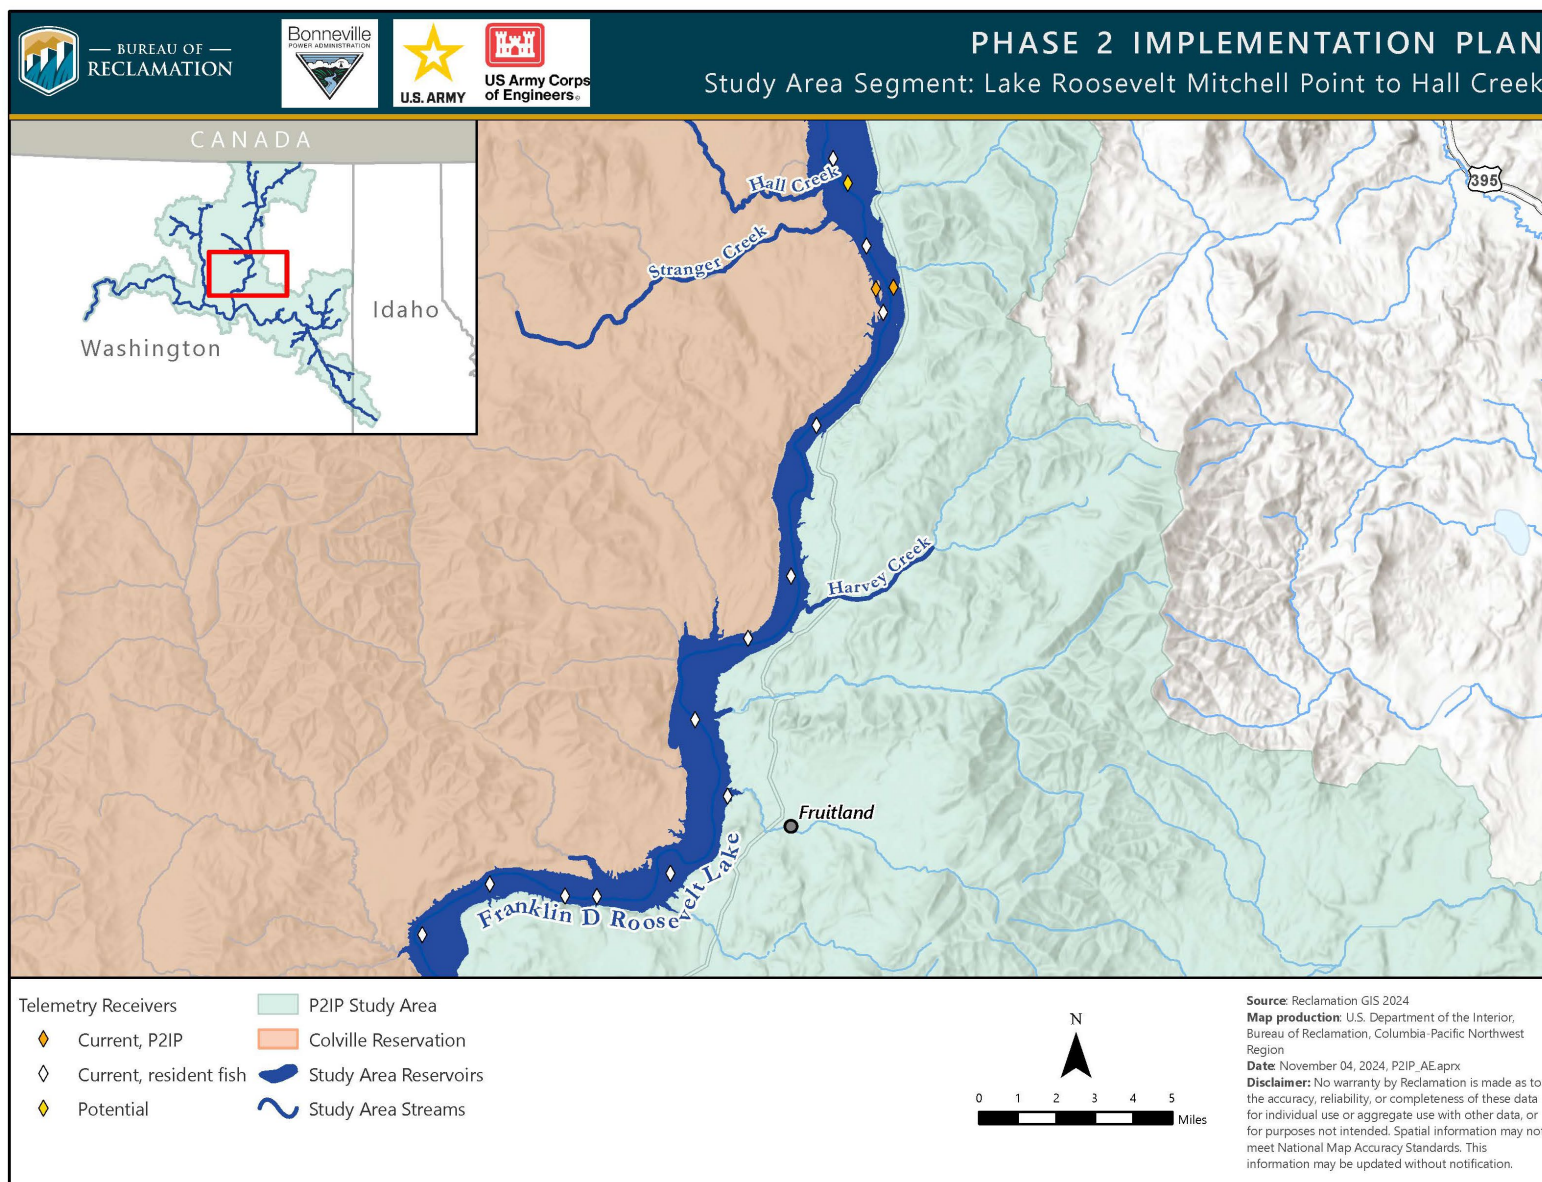 BUREAU OF
RECLAMATION
Bonneville
POWER ADMINISTRATION
U.S. ARMY
US Army Corps
of Engineers®
PHASE 2 IMPLEMENTATION PLAN
Study Area Segment: Lake Roosevelt Mitchell Point to Hall Creek
CANADA
Washington
Idaho
395
Hall Creek
Stranger Creek
Harvey Creek
Fruitland
Franklin D Roosevelt Lake
Telemetry Receivers
Current, P2IP
Current, resident fish
Potential
P2IP Study Area
Colville Reservation
Study Area Reservoirs
Study Area Streams
N
0 1 2 3 4 5
Miles
Source: Reclamation GIS 2024
Map production: U.S. Department of the Interior,
Bureau of Reclamation, Columbia-Pacific Northwest
Region
Date: November 04, 2024, P2IP_AE.aprx
Disclaimer: No warranty by Reclamation is made as to
the accuracy, reliability, or completeness of these data
for individual use or aggregate use with other data, or
for purposes not intended. Spatial information may not
meet National Map Accuracy Standards. This
information may be updated without notification.